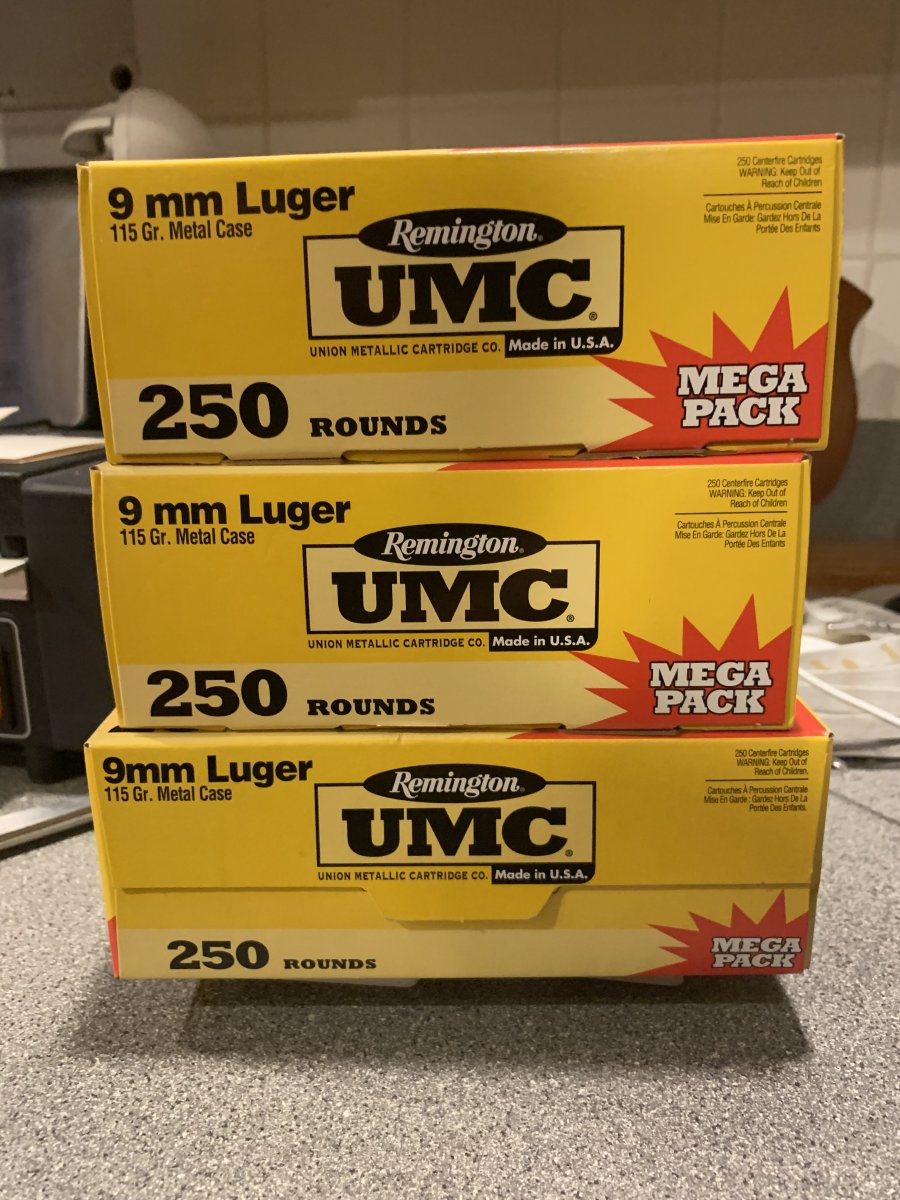 9 mm Luger
115 Gr. Metal Case
250 Centerfire Cartridges
WARNING: Keep Out of
Reach of Children
Cartouches À Percussion Centrale
Mise En Garde: Gardez Hors De La
Portée Des Enfants
Remington®
UMC®
UNION METALLIC CARTRIDGE CO. Made in U.S.A.
250 ROUNDS
MEGA
PACK
9 mm Luger
115 Gr. Metal Case
250 Centerfire Cartridges
WARNING: Keep Out of
Reach of Children
Cartouches À Percussion Centrale
Mise En Garde: Gardez Hors De La
Portée Des Enfants
Remington®
UMC®
UNION METALLIC CARTRIDGE CO. Made in U.S.A.
250 ROUNDS
MEGA
PACK
9mm Luger
115 Gr. Metal Case
250 Centerfire Cartridges
WARNING: Keep Out of
Reach of Children.
Cartouches À Percussion Centrale
Mise En Garde : Gardez Hors De La
Portée Des Enfants.
Remington®
UMC®
UNION METALLIC CARTRIDGE CO. Made in U.S.A.
250 ROUNDS
MEGA
PACK